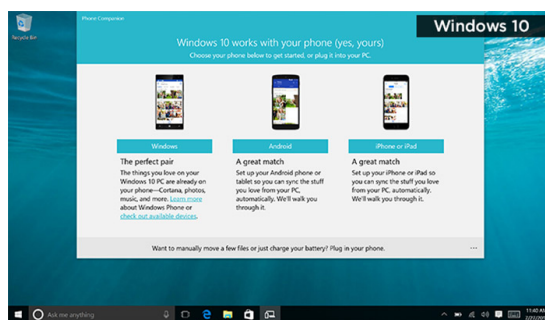 Phone Companion
Windows 10
Recycle Bin
Windows 10 works with your phone (yes, yours)
Choose your phone below to get started, or plug it into your PC.
Windows
The perfect pair
The things you love on your
Windows 10 PC are already on
your phone—Cortana, photos,
music, and more. Learn more
about Windows Phone or
check out available devices.
Android
A great match
Set up your Android phone or
tablet so you can sync the stuff
you love from your PC,
automatically. We'll walk you
through it.
iPhone or iPad
A great match
Set up your iPhone or iPad so
you can sync the stuff you love
from your PC, automatically.
We'll walk you through it.
Want to manually move a few files or just charge your battery? Plug in your phone.
Ask me anything
11:40 AM